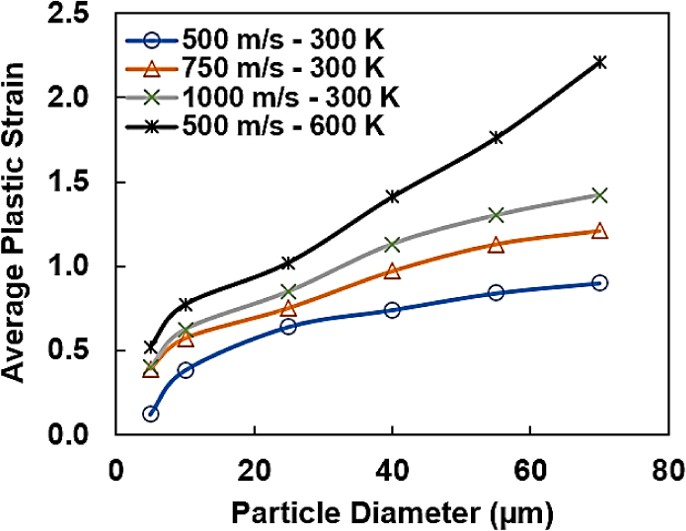 2.5
2.0
1.5
1.0
0.5
0.0
Average Plastic Strain
500 m/s - 300 K
750 m/s - 300 K
1000 m/s - 300 K
500 m/s - 600 K
0 20 40 60 80
Particle Diameter (µm)